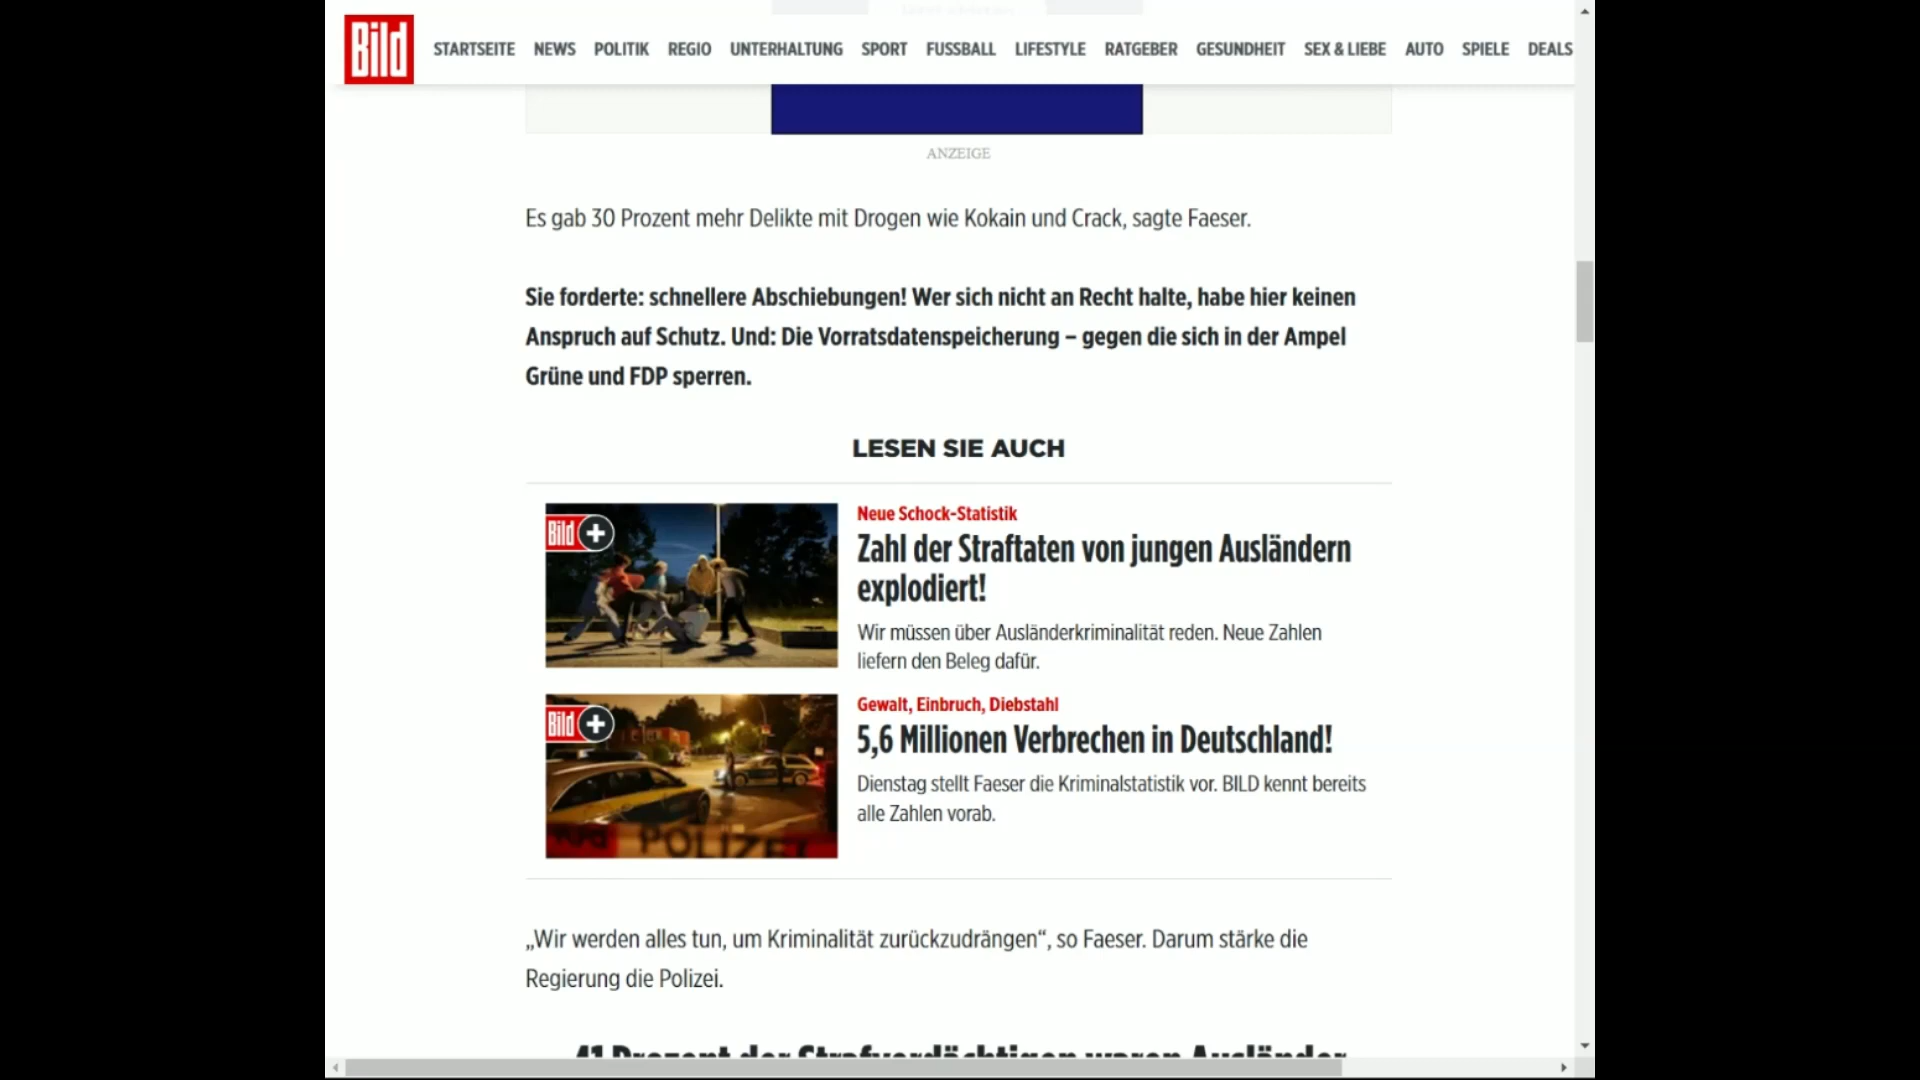 Bild
STARTSEITE NEWS POLITIK REGIO UNTERHALTUNG SPORT FUSSBALL LIFESTYLE RATGEBER GESUNDHEIT SEX & LIEBE AUTO SPIELE DEALS
ANZEIGE
Es gab 30 Prozent mehr Delikte mit Drogen wie Kokain und Crack, sagte Faeser.
Sie forderte: schnellere Abschiebungen! Wer sich nicht an Recht halte, habe hier keinen
Anspruch auf Schutz. Und: Die Vorratsdatenspeicherung – gegen die sich in der Ampel
Grüne und FDP sperren.
LESEN SIE AUCH
Bild +
Neue Schock-Statistik
Zahl der Straftaten von jungen Ausländern
explodiert!
Wir müssen über Ausländerkriminalität reden. Neue Zahlen
liefern den Beleg dafür.
Bild +
Gewalt, Einbruch, Diebstahl
5,6 Millionen Verbrechen in Deutschland!
Dienstag stellt Faeser die Kriminalstatistik vor. BILD kennt bereits
alle Zahlen vorab.
POLIZEI
„Wir werden alles tun, um Kriminalität zurückzudrängen“, so Faeser. Darum stärke die
Regierung die Polizei.
41 Prozent der Strafverdächtigen waren Ausländer